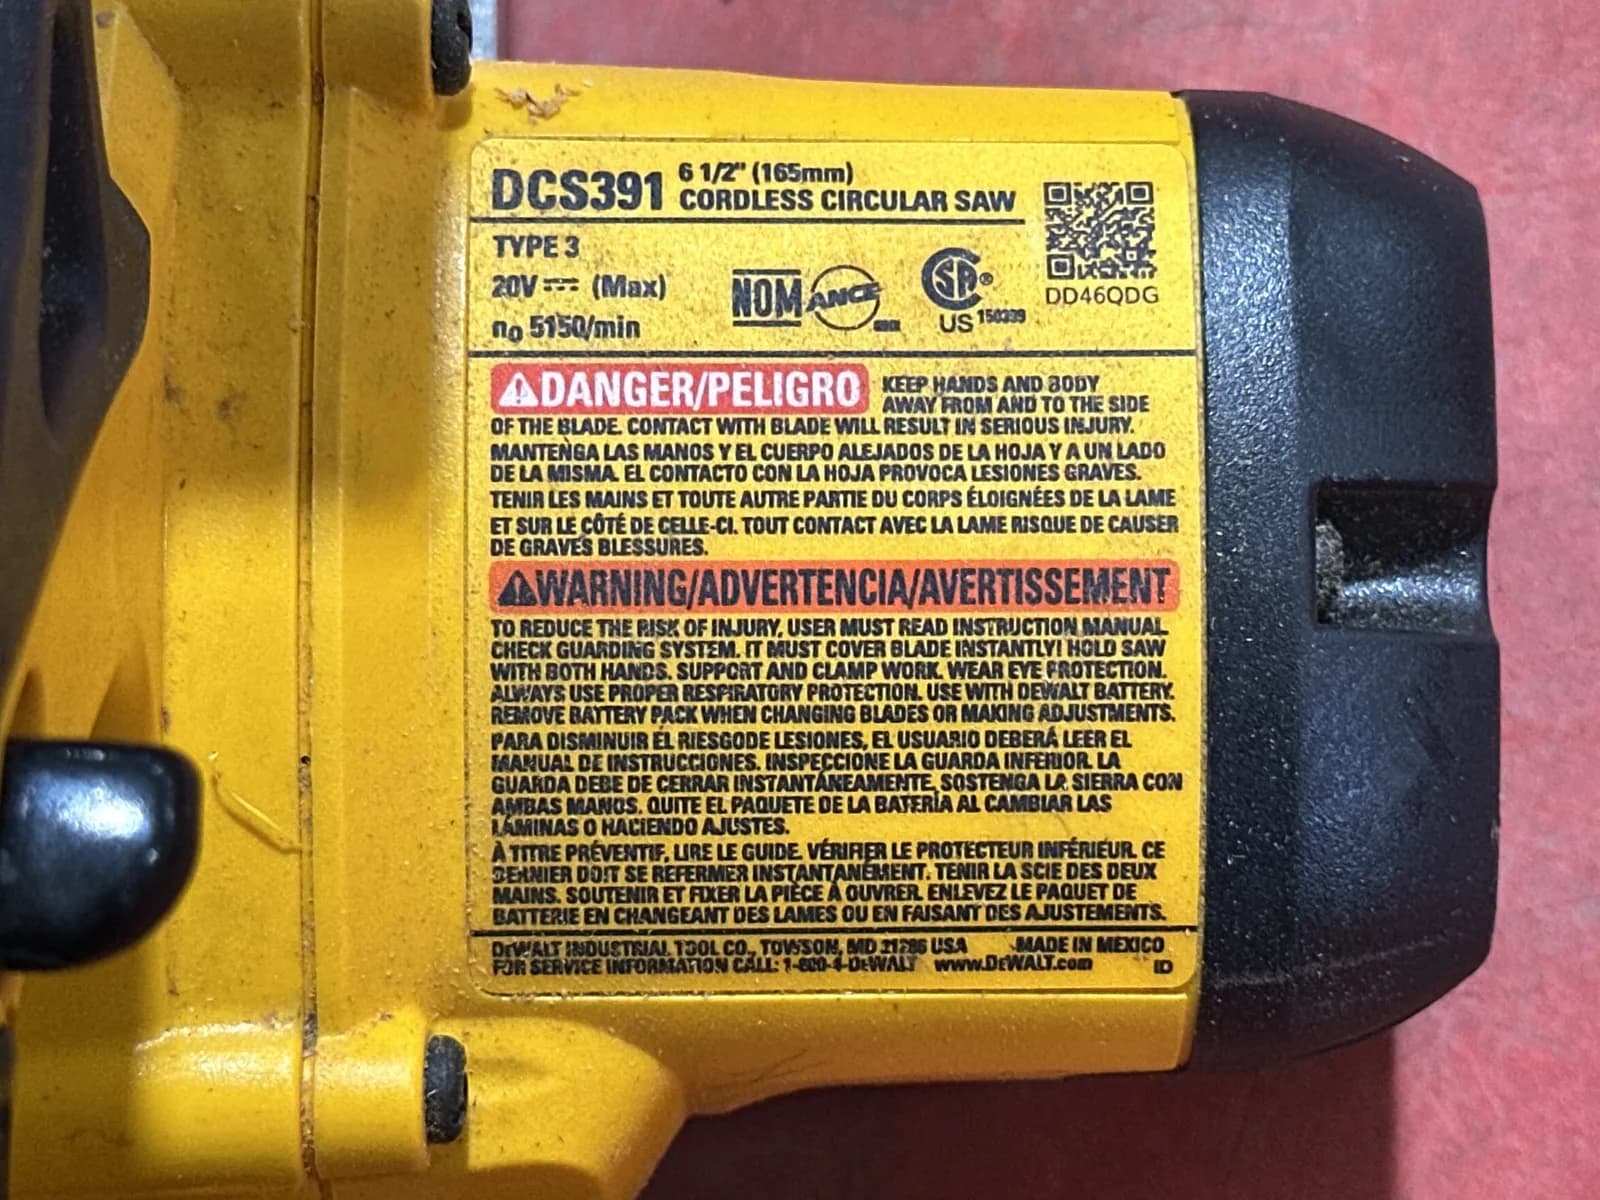 DCS391 6 1/2" (165mm)
CORDLESS CIRCULAR SAW
TYPE 3
20V ⎓ (Max)
n₀ 5150/min
NOM ANCE
CSA®
US 150399
DD46QDG
⚠DANGER/PELIGRO KEEP HANDS AND BODY
AWAY FROM AND TO THE SIDE
OF THE BLADE. CONTACT WITH BLADE WILL RESULT IN SERIOUS INJURY.
MANTENGA LAS MANOS Y EL CUERPO ALEJADOS DE LA HOJA Y A UN LADO
DE LA MISMA. EL CONTACTO CON LA HOJA PROVOCA LESIONES GRAVES.
TENIR LES MAINS ET TOUTE AUTRE PARTIE DU CORPS ÉLOIGNÉES DE LA LAME
ET SUR LE CÔTÉ DE CELLE-CI. TOUT CONTACT AVEC LA LAME RISQUE DE CAUSER
DE GRAVES BLESSURES.
⚠WARNING/ADVERTENCIA/AVERTISSEMENT
TO REDUCE THE RISK OF INJURY, USER MUST READ INSTRUCTION MANUAL
CHECK GUARDING SYSTEM. IT MUST COVER BLADE INSTANTLY! HOLD SAW
WITH BOTH HANDS. SUPPORT AND CLAMP WORK. WEAR EYE PROTECTION.
ALWAYS USE PROPER RESPIRATORY PROTECTION. USE WITH DEWALT BATTERY.
REMOVE BATTERY PACK WHEN CHANGING BLADES OR MAKING ADJUSTMENTS.
PARA DISMINUIR EL RIESGODE LESIONES, EL USUARIO DEBERÁ LEER EL
MANUAL DE INSTRUCCIONES. INSPECCIONE LA GUARDA INFERIOR. LA
GUARDA DEBE DE CERRAR INSTANTÁNEAMENTE. SOSTENGA LA SIERRA CON
AMBAS MANOS. QUITE EL PAQUETE DE LA BATERÍA AL CAMBIAR LAS
LÁMINAS O HACIENDO AJUSTES.
À TITRE PRÉVENTIF, LIRE LE GUIDE. VÉRIFIER LE PROTECTEUR INFÉRIEUR. CE
DERNIER DOIT SE REFERMER INSTANTANÉMENT. TENIR LA SCIE DES DEUX
MAINS. SOUTENIR ET FIXER LA PIÈCE À OUVRER. ENLEVEZ LE PAQUET DE
BATTERIE EN CHANGEANT DES LAMES OU EN FAISANT DES AJUSTEMENTS.
DEWALT INDUSTRIAL TOOL CO., TOWSON, MD 21286 USA MADE IN MEXICO
FOR SERVICE INFORMATION CALL: 1-800-4-DEWALT www.DEWALT.com ID